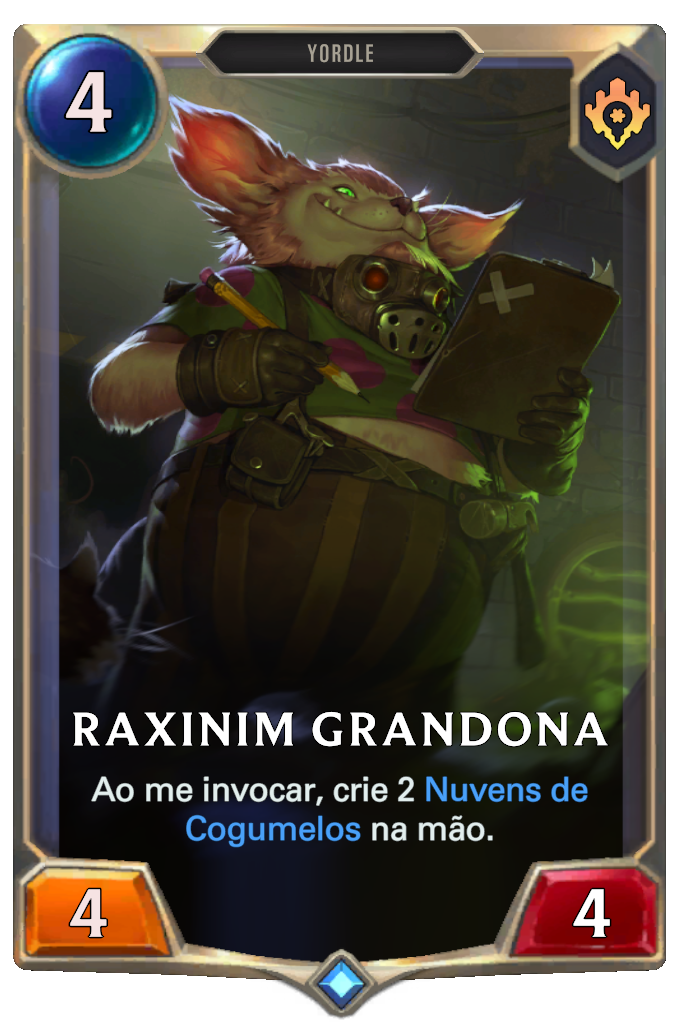 YORDLE
4
RAXINIM GRANDONA
Ao me invocar, crie 2 Nuvens de
Cogumelos na mão.
4
4